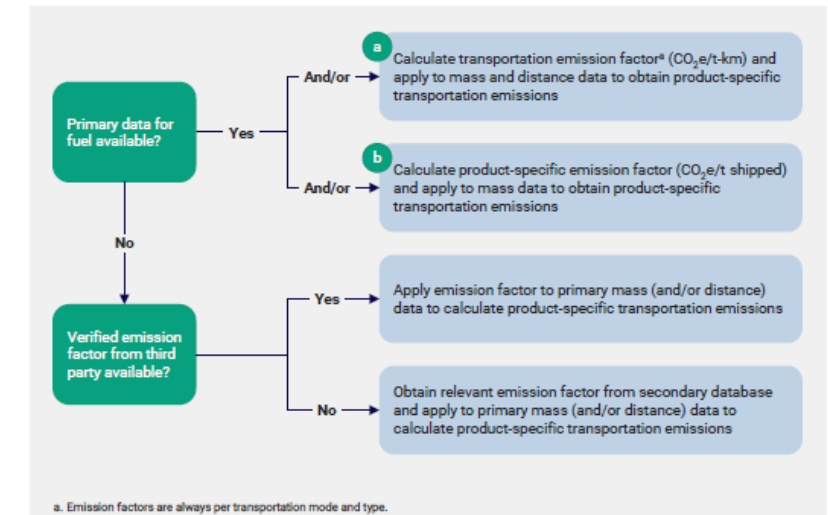 a
Calculate transportation emission factorᵃ (CO₂e/t-km) and
apply to mass and distance data to obtain product-specific
transportation emissions
And/or
Primary data for
fuel available?
Yes
b
Calculate product-specific emission factor (CO₂e/t shipped)
and apply to mass data to obtain product-specific
transportation emissions
And/or
No
Verified emission
factor from third
party available?
Yes
Apply emission factor to primary mass (and/or distance)
data to calculate product-specific transportation emissions
No
Obtain relevant emission factor from secondary database
and apply to primary mass (and/or distance) data to
calculate product-specific transportation emissions
a. Emission factors are always per transportation mode and type.